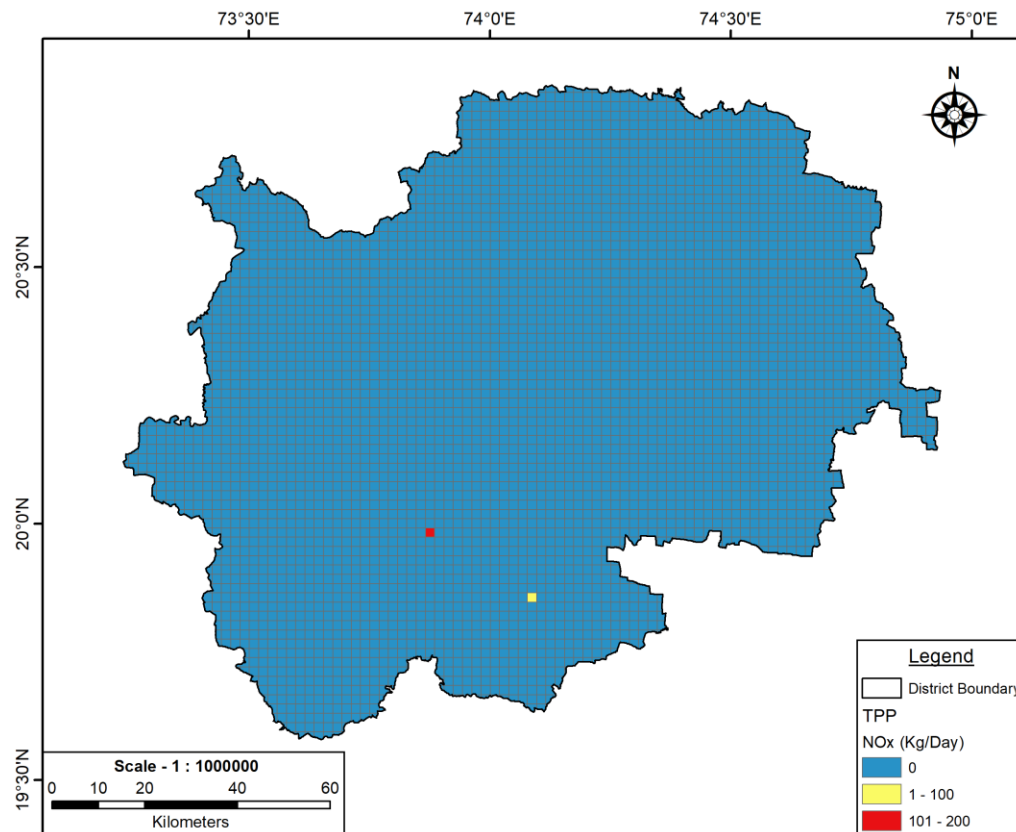 73°30'E 74°0'E 74°30'E 75°0'E
N
20°30'N
20°0'N
19°30'N
Legend
District Boundary
TPP
NOx (Kg/Day)
0
1 - 100
101 - 200
Scale - 1 : 1000000
0 10 20 40 60
Kilometers